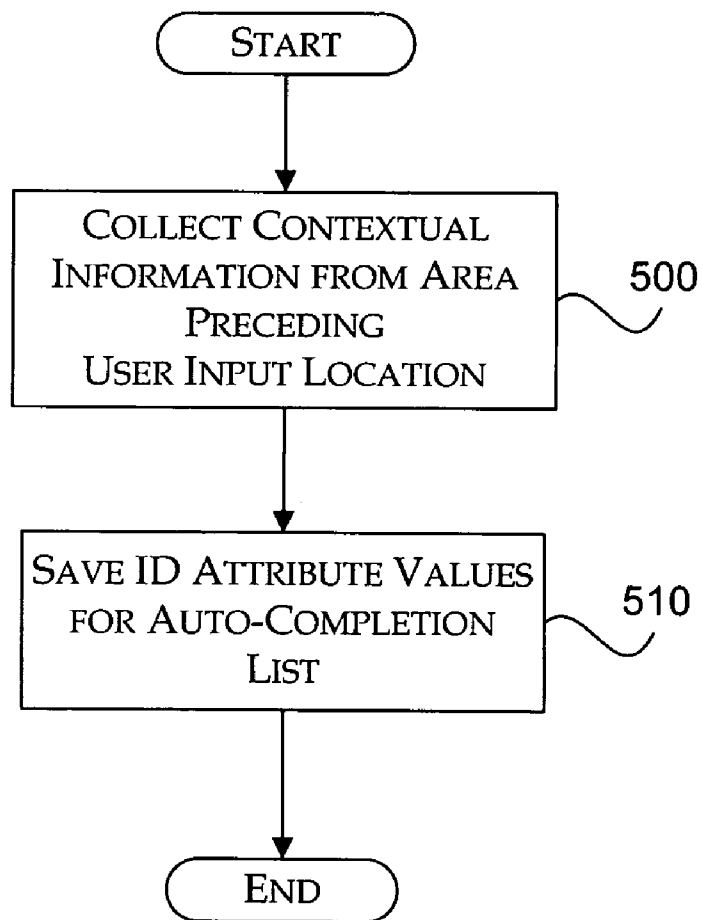 START
COLLECT CONTEXTUAL
INFORMATION FROM AREA
PRECEDING
USER INPUT LOCATION
500
SAVE ID ATTRIBUTE VALUES
FOR AUTO-COMPLETION
LIST
510
END